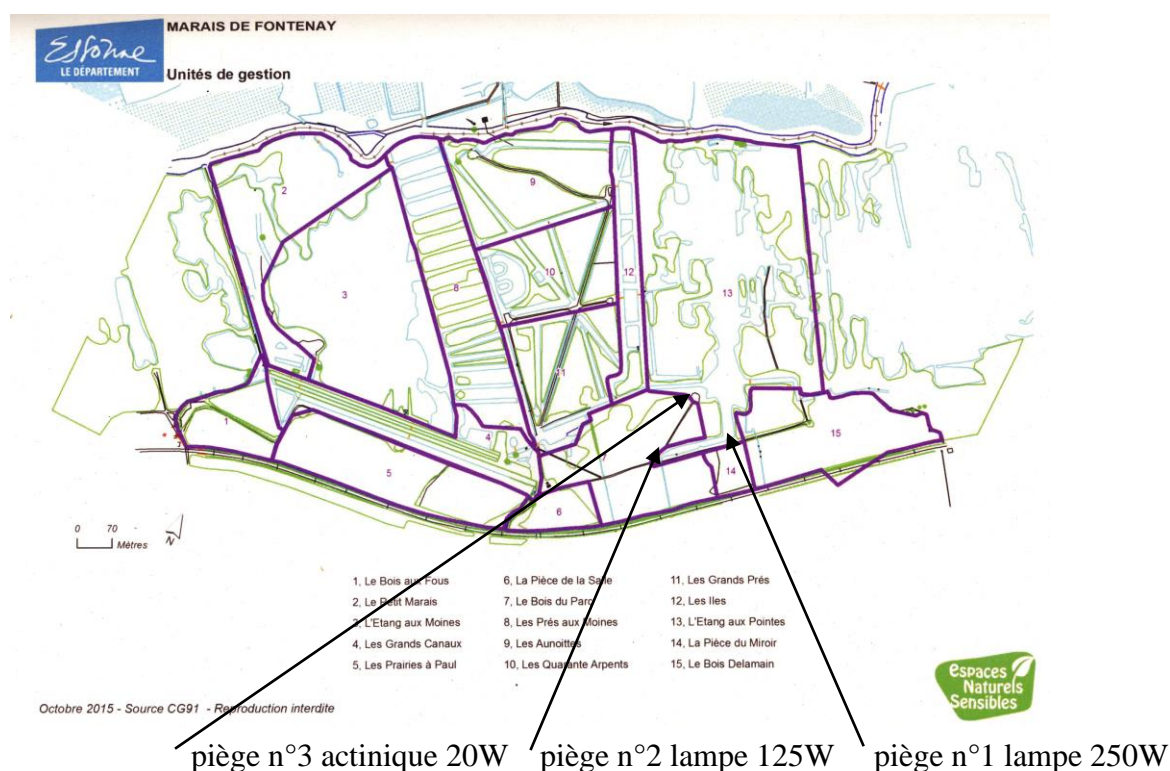 MARAIS DE FONTENAY
Essonne
LE DÉPARTEMENT
Unités de gestion
2
9
3
8
10
12
13
11
1
4
7
15
5
14
6
0 70
Mètres
N
1, Le Bois aux Fous
2, Le Petit Marais
3, L'Etang aux Moines
4, Les Grands Canaux
5, Les Prairies à Paul
6, La Pièce de la Salle
7, Le Bois du Parc
8, Les Prés aux Moines
9, Les Aunoittes
10, Les Quarante Arpents
11, Les Grands Prés
12, Les Iles
13, L'Etang aux Pointes
14, La Pièce du Miroir
15, Le Bois Delamain
espaces
Naturels
Sensibles
Octobre 2015 - Source CG91 - Reproduction interdite
piège n°3 actinique 20W piège n°2 lampe 125W piège n°1 lampe 250W